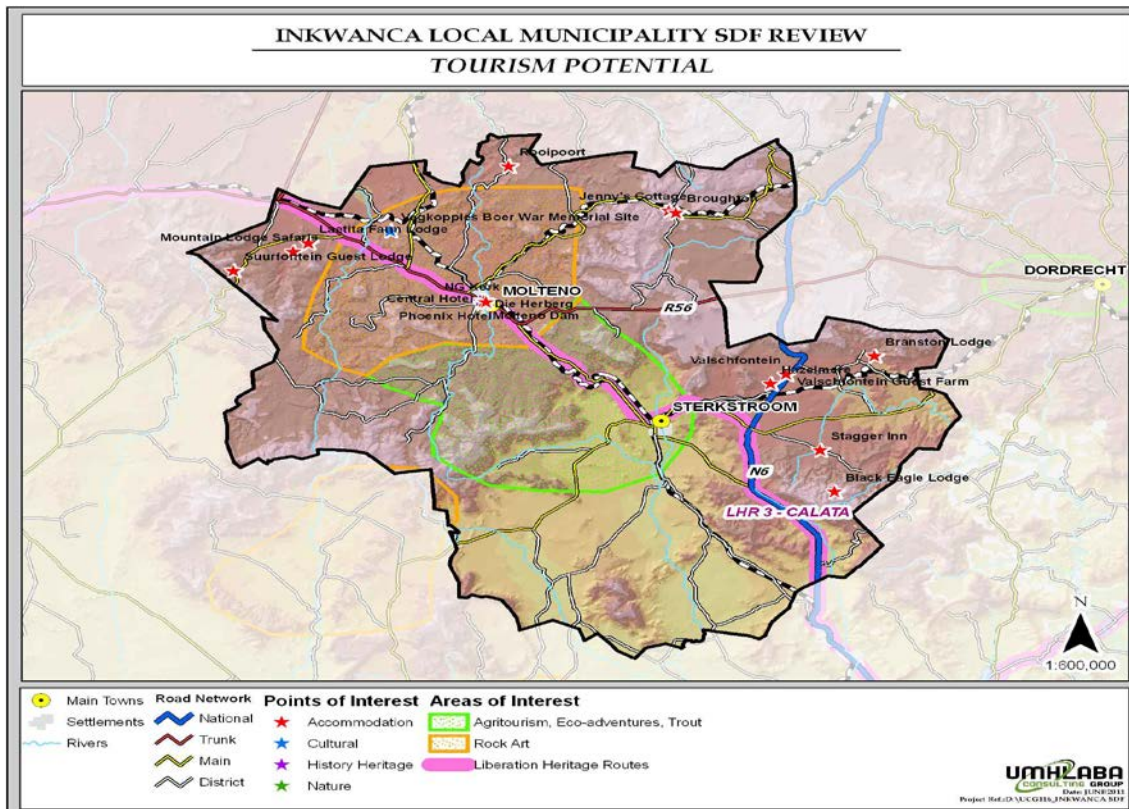 INKWANCA LOCAL MUNICIPALITY SDF REVIEW
TOURISM POTENTIAL
Rooipoort
Jenny's Cottage
Broughton
Vegkopples Boer War Memorial Site
Laetita Farm Lodge
Mountain Lodge Safaris
Suurfontein Guest Lodge
DORDRECHT
NG Kerk
MOLTENO
Central Hotel
Die Herberg
Phoenix Hotel
Molteno Dam
R56
Branston Lodge
Valschfontein
Hazelmere
Valschfontein Guest Farm
STERKSTROOM
Stagger Inn
N6
Black Eagle Lodge
LHR 3 - CALATA
N
1:600,000
Main Towns
Settlements
Rivers
Road Network
National
Trunk
Main
District
Points of Interest
Accommodation
Cultural
History Heritage
Nature
Areas of Interest
Agritourism, Eco-adventures, Trout
Rock Art
Liberation Heritage Routes
UMHLABA
CONSULTING GROUP